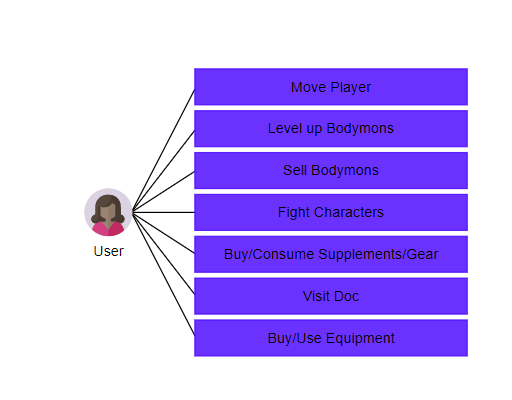 Move Player
Level up Bodymons
Sell Bodymons
Fight Characters
User
Buy/Consume Supplements/Gear
Visit Doc
Buy/Use Equipment